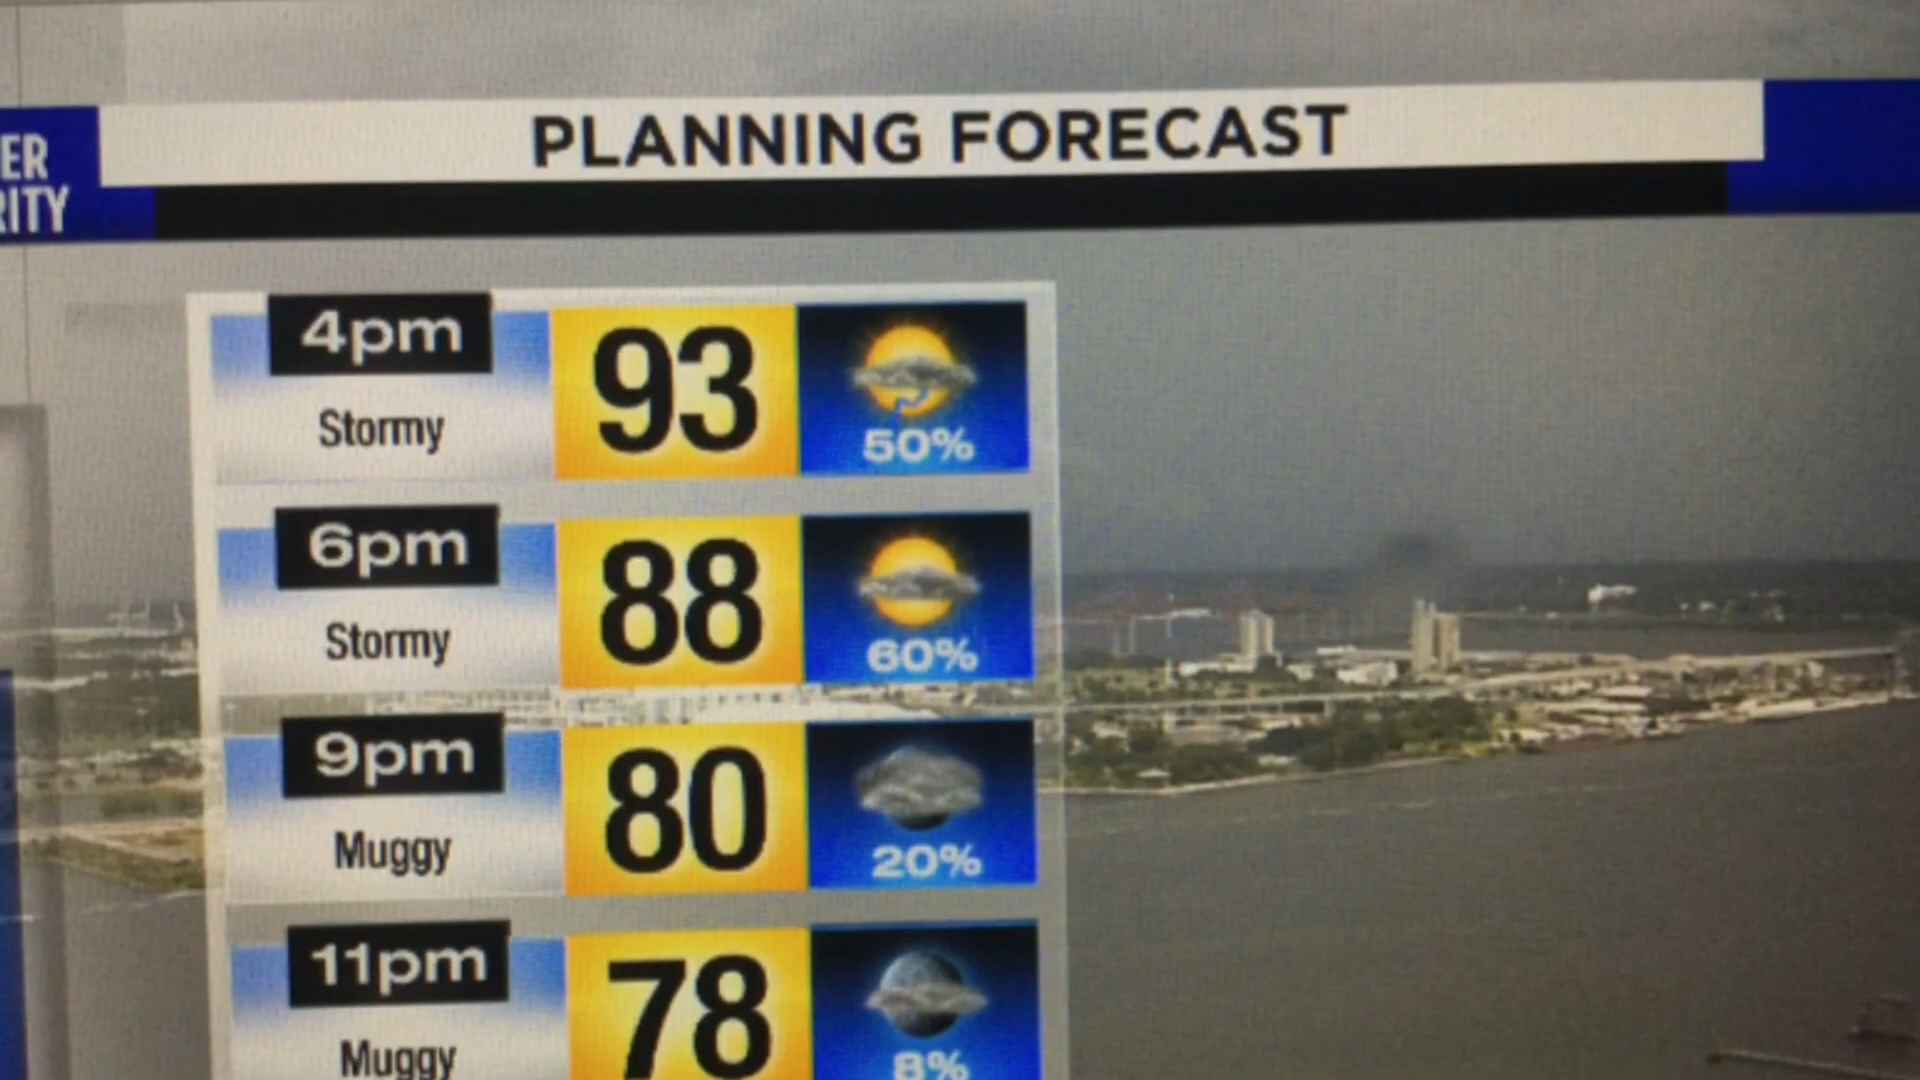 ER
RITY
PLANNING FORECAST
4pm
Stormy
93
50%
6pm
Stormy
88
60%
9pm
Muggy
80
20%
11pm
Muggy
78
8%